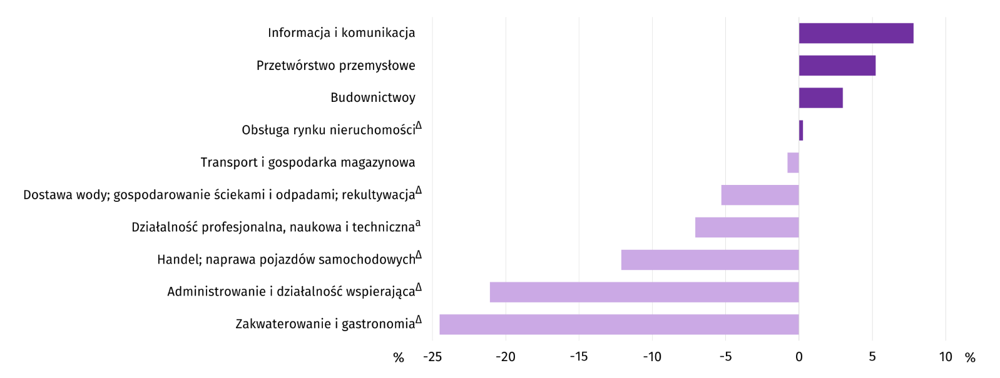 Informacja i komunikacja
Przetwórstwo przemysłowe
Budownictwoy
Obsługa rynku nieruchomościΔ
Transport i gospodarka magazynowa
Dostawa wody; gospodarowanie ściekami i odpadami; rekultywacjaΔ
Działalność profesjonalna, naukowa i technicznaa
Handel; naprawa pojazdów samochodowychΔ
Administrowanie i działalność wspierającaΔ
Zakwaterowanie i gastronomiaΔ
% -25 -20 -15 -10 -5 0 5 10 %